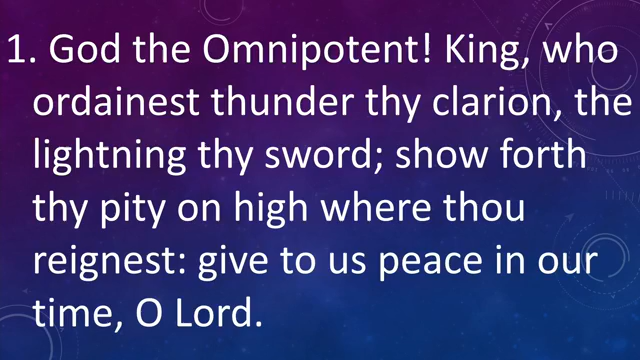 1. God the Omnipotent! King, who
ordainest thunder thy clarion, the
lightning thy sword; show forth
thy pity on high where thou
reignest: give to us peace in our
time, O Lord.